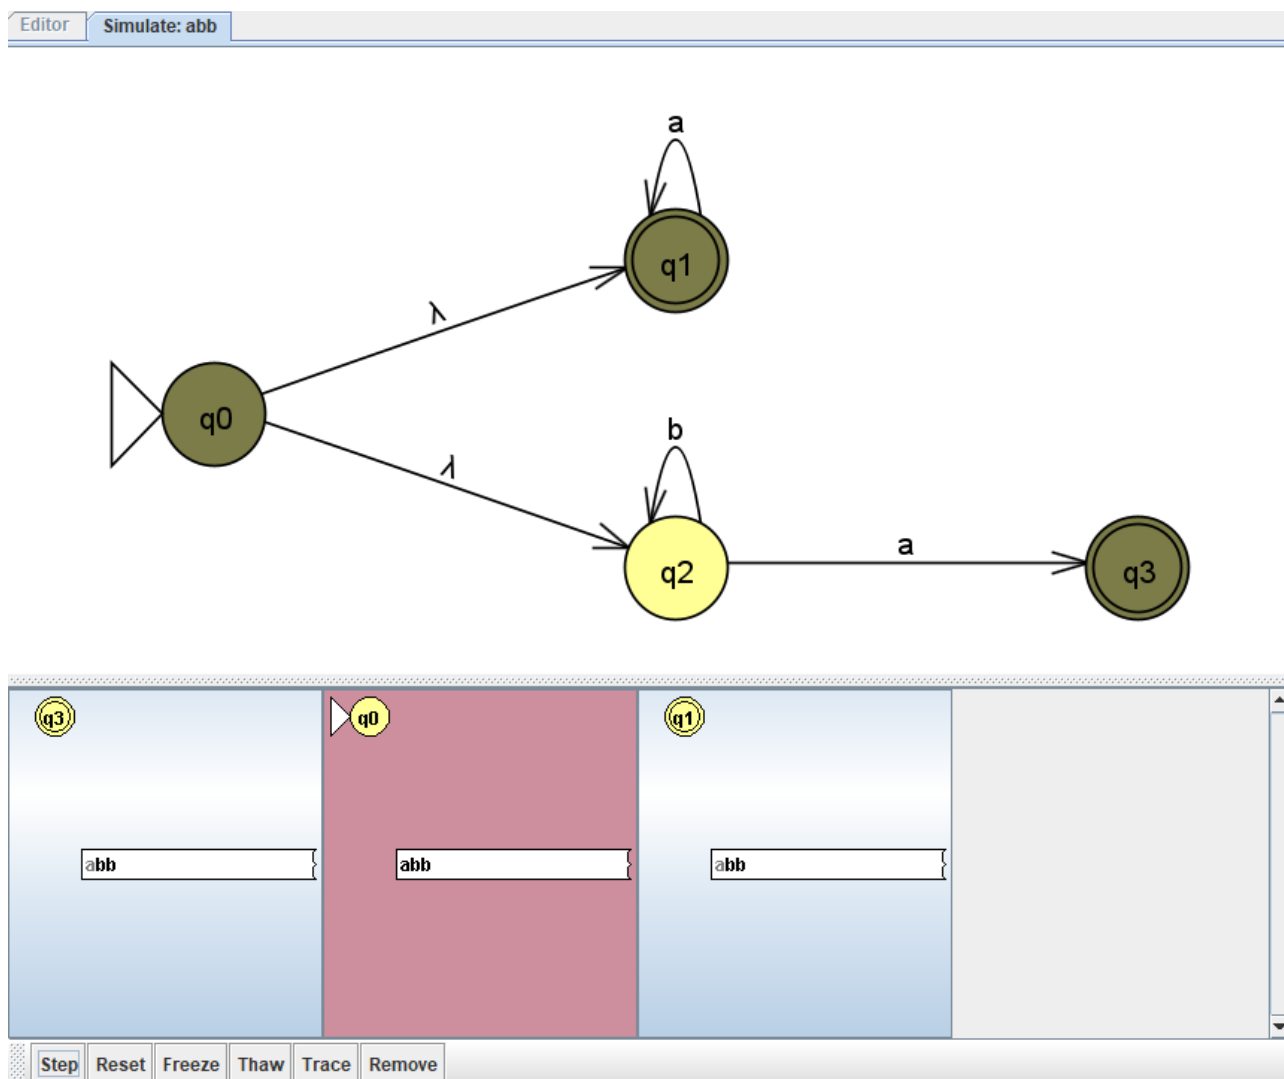 Editor Simulate: abb
a
q1
λ
q0
b
λ
a
q2
q3
q3 q0 q1
abb abb abb
Step Reset Freeze Thaw Trace Remove